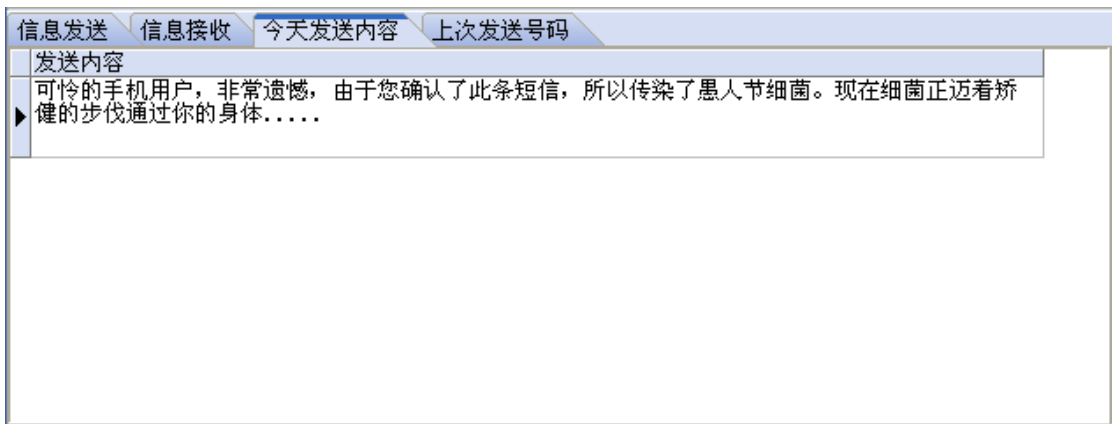 信息发送 信息接收 今天发送内容 上次发送号码
发送内容
可怜的手机用户，非常遗憾，由于您确认了此条短信，所以传染了愚人节细菌。现在细菌正迈着矫
健的步伐通过你的身体.....